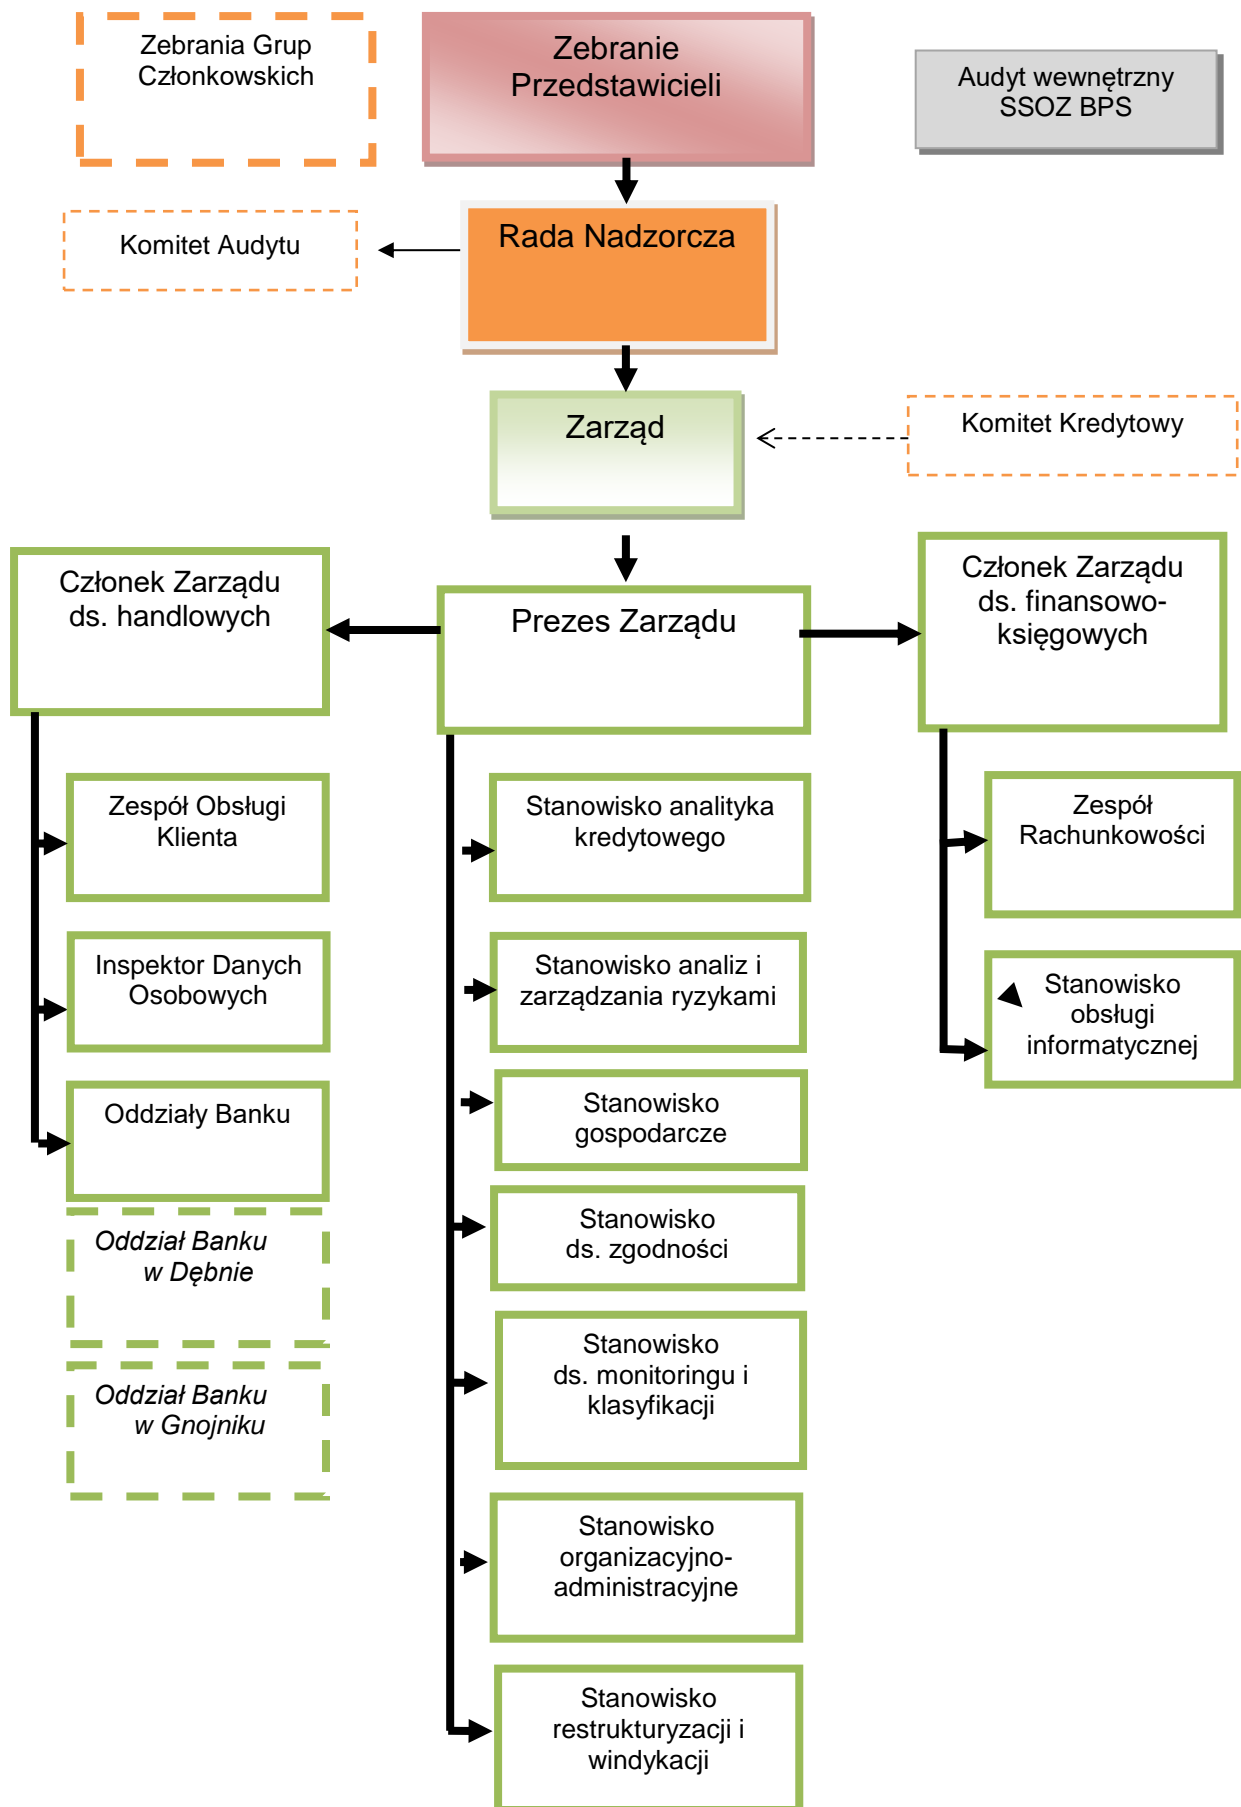 Zebrania Grup
Członkowskich
Zebranie
Przedstawicieli
Audyt wewnętrzny
SSOZ BPS
Komitet Audytu
Rada Nadzorcza
Zarząd
Komitet Kredytowy
Członek Zarządu
ds. handlowych
Prezes Zarządu
Członek Zarządu
ds. finansowo-
księgowych
Zespół Obsługi
Klienta
Inspektor Danych
Osobowych
Oddziały Banku
Oddział Banku
w Dębnie
Oddział Banku
w Gnojniku
Stanowisko analityka
kredytowego
Stanowisko analiz i
zarządzania ryzykami
Stanowisko
gospodarcze
Stanowisko
ds. zgodności
Stanowisko
ds. monitoringu i
klasyfikacji
Stanowisko
organizacyjno-
administracyjne
Stanowisko
restrukturyzacji i
windykacji
Zespół
Rachunkowości
Stanowisko
obsługi
informatycznej